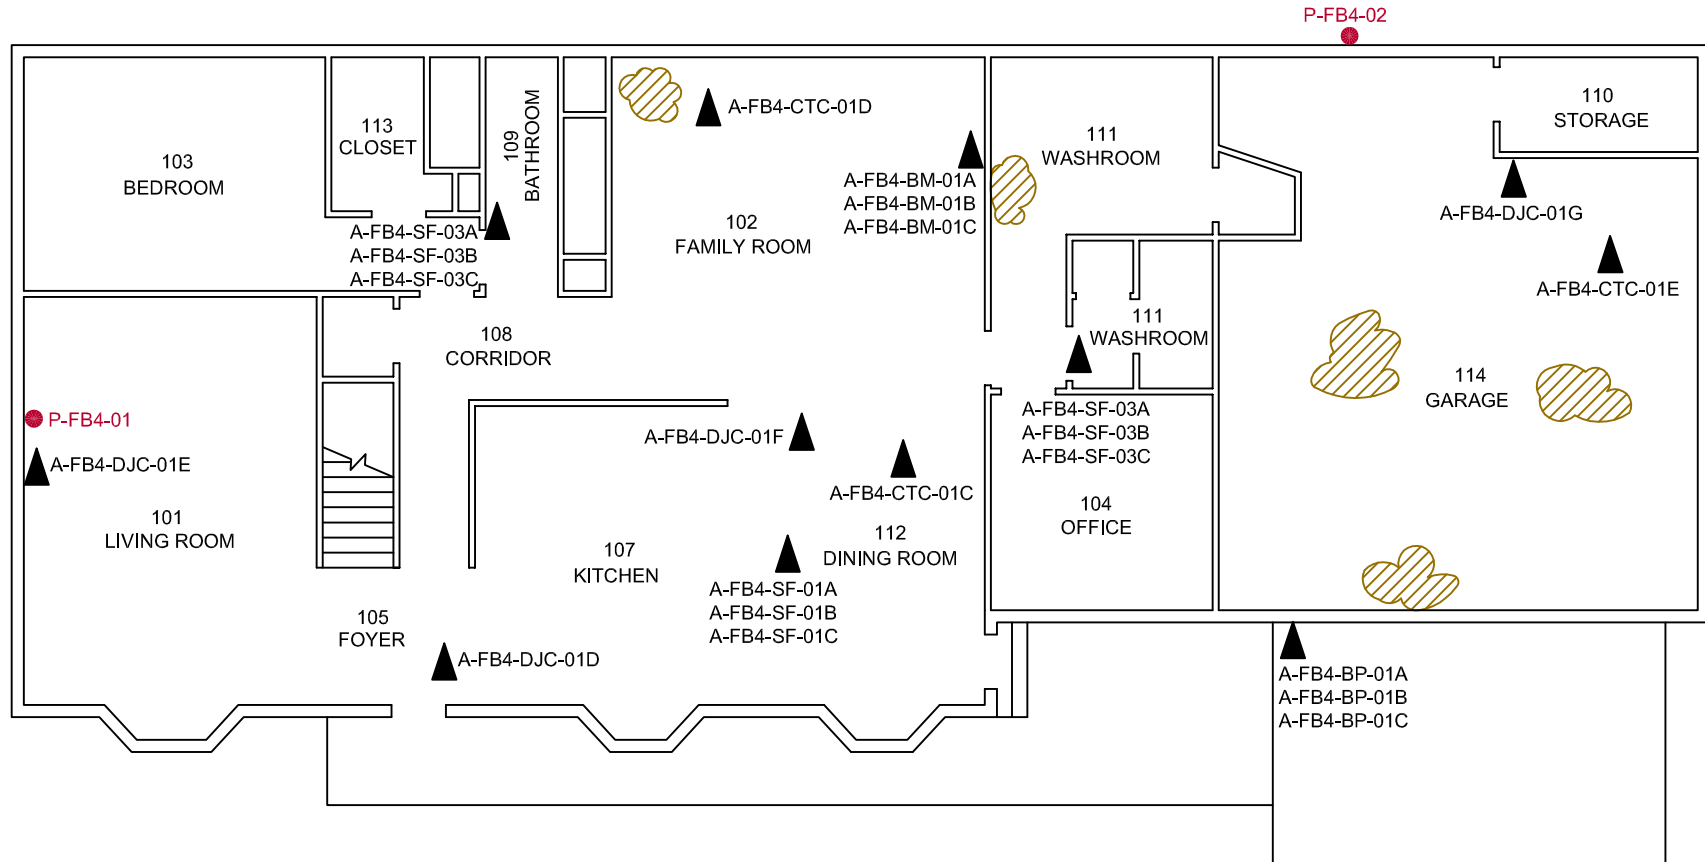 P-FB4-02
110
STORAGE
A-FB4-CTC-01D
113
CLOSET
109
BATHROOM
111
WASHROOM
103
BEDROOM
A-FB4-BM-01A
A-FB4-BM-01B
A-FB4-BM-01C
A-FB4-DJC-01G
102
FAMILY ROOM
A-FB4-SF-03A
A-FB4-SF-03B
A-FB4-SF-03C
A-FB4-CTC-01E
108
CORRIDOR
111
WASHROOM
114
GARAGE
P-FB4-01
A-FB4-DJC-01E
A-FB4-DJC-01F
A-FB4-SF-03A
A-FB4-SF-03B
A-FB4-SF-03C
A-FB4-CTC-01C
101
LIVING ROOM
104
OFFICE
112
DINING ROOM
107
KITCHEN
A-FB4-SF-01A
A-FB4-SF-01B
A-FB4-SF-01C
105
FOYER
A-FB4-DJC-01D
A-FB4-BP-01A
A-FB4-BP-01B
A-FB4-BP-01C